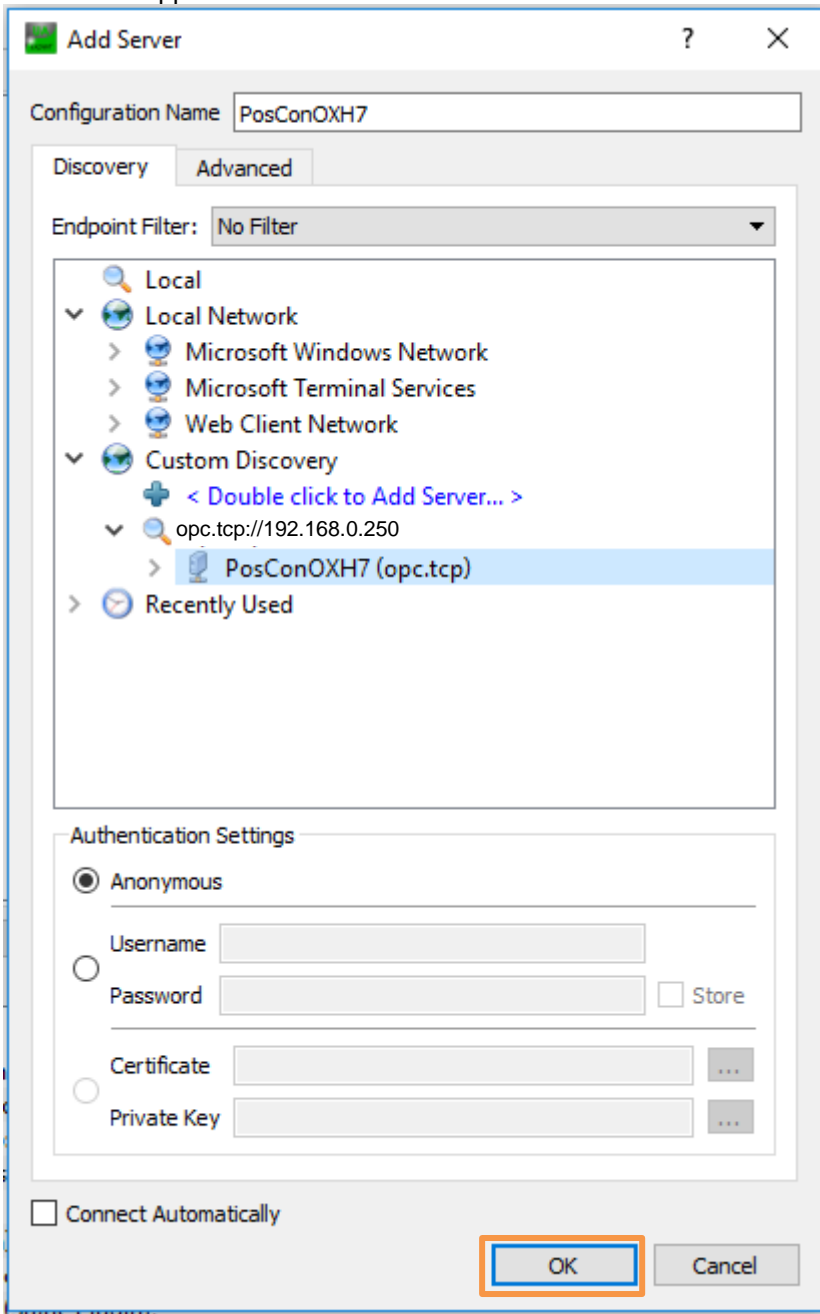 Add Server
?
Configuration Name PosConOXH7
Discovery Advanced
Endpoint Filter: No Filter
Local
Local Network
Microsoft Windows Network
Microsoft Terminal Services
Web Client Network
Custom Discovery
< Double click to Add Server... >
opc.tcp://192.168.0.250
PosConOXH7 (opc.tcp)
Recently Used
Authentication Settings
Anonymous
Username
Password Store
Certificate ...
Private Key ...
Connect Automatically
OK Cancel